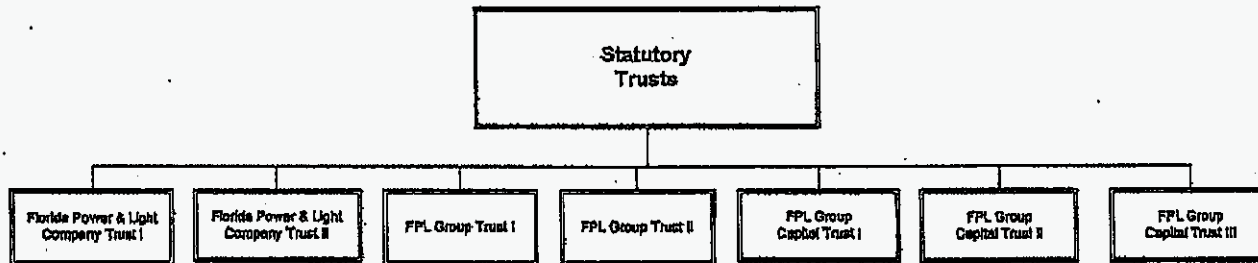 Statutory
Trusts
Florida Power & Light
Company Trust I
Florida Power & Light
Company Trust II
FPL Group Trust I
FPL Group Trust II
FPL Group
Capital Trust I
FPL Group
Capital Trust II
FPL Group
Capital Trust III